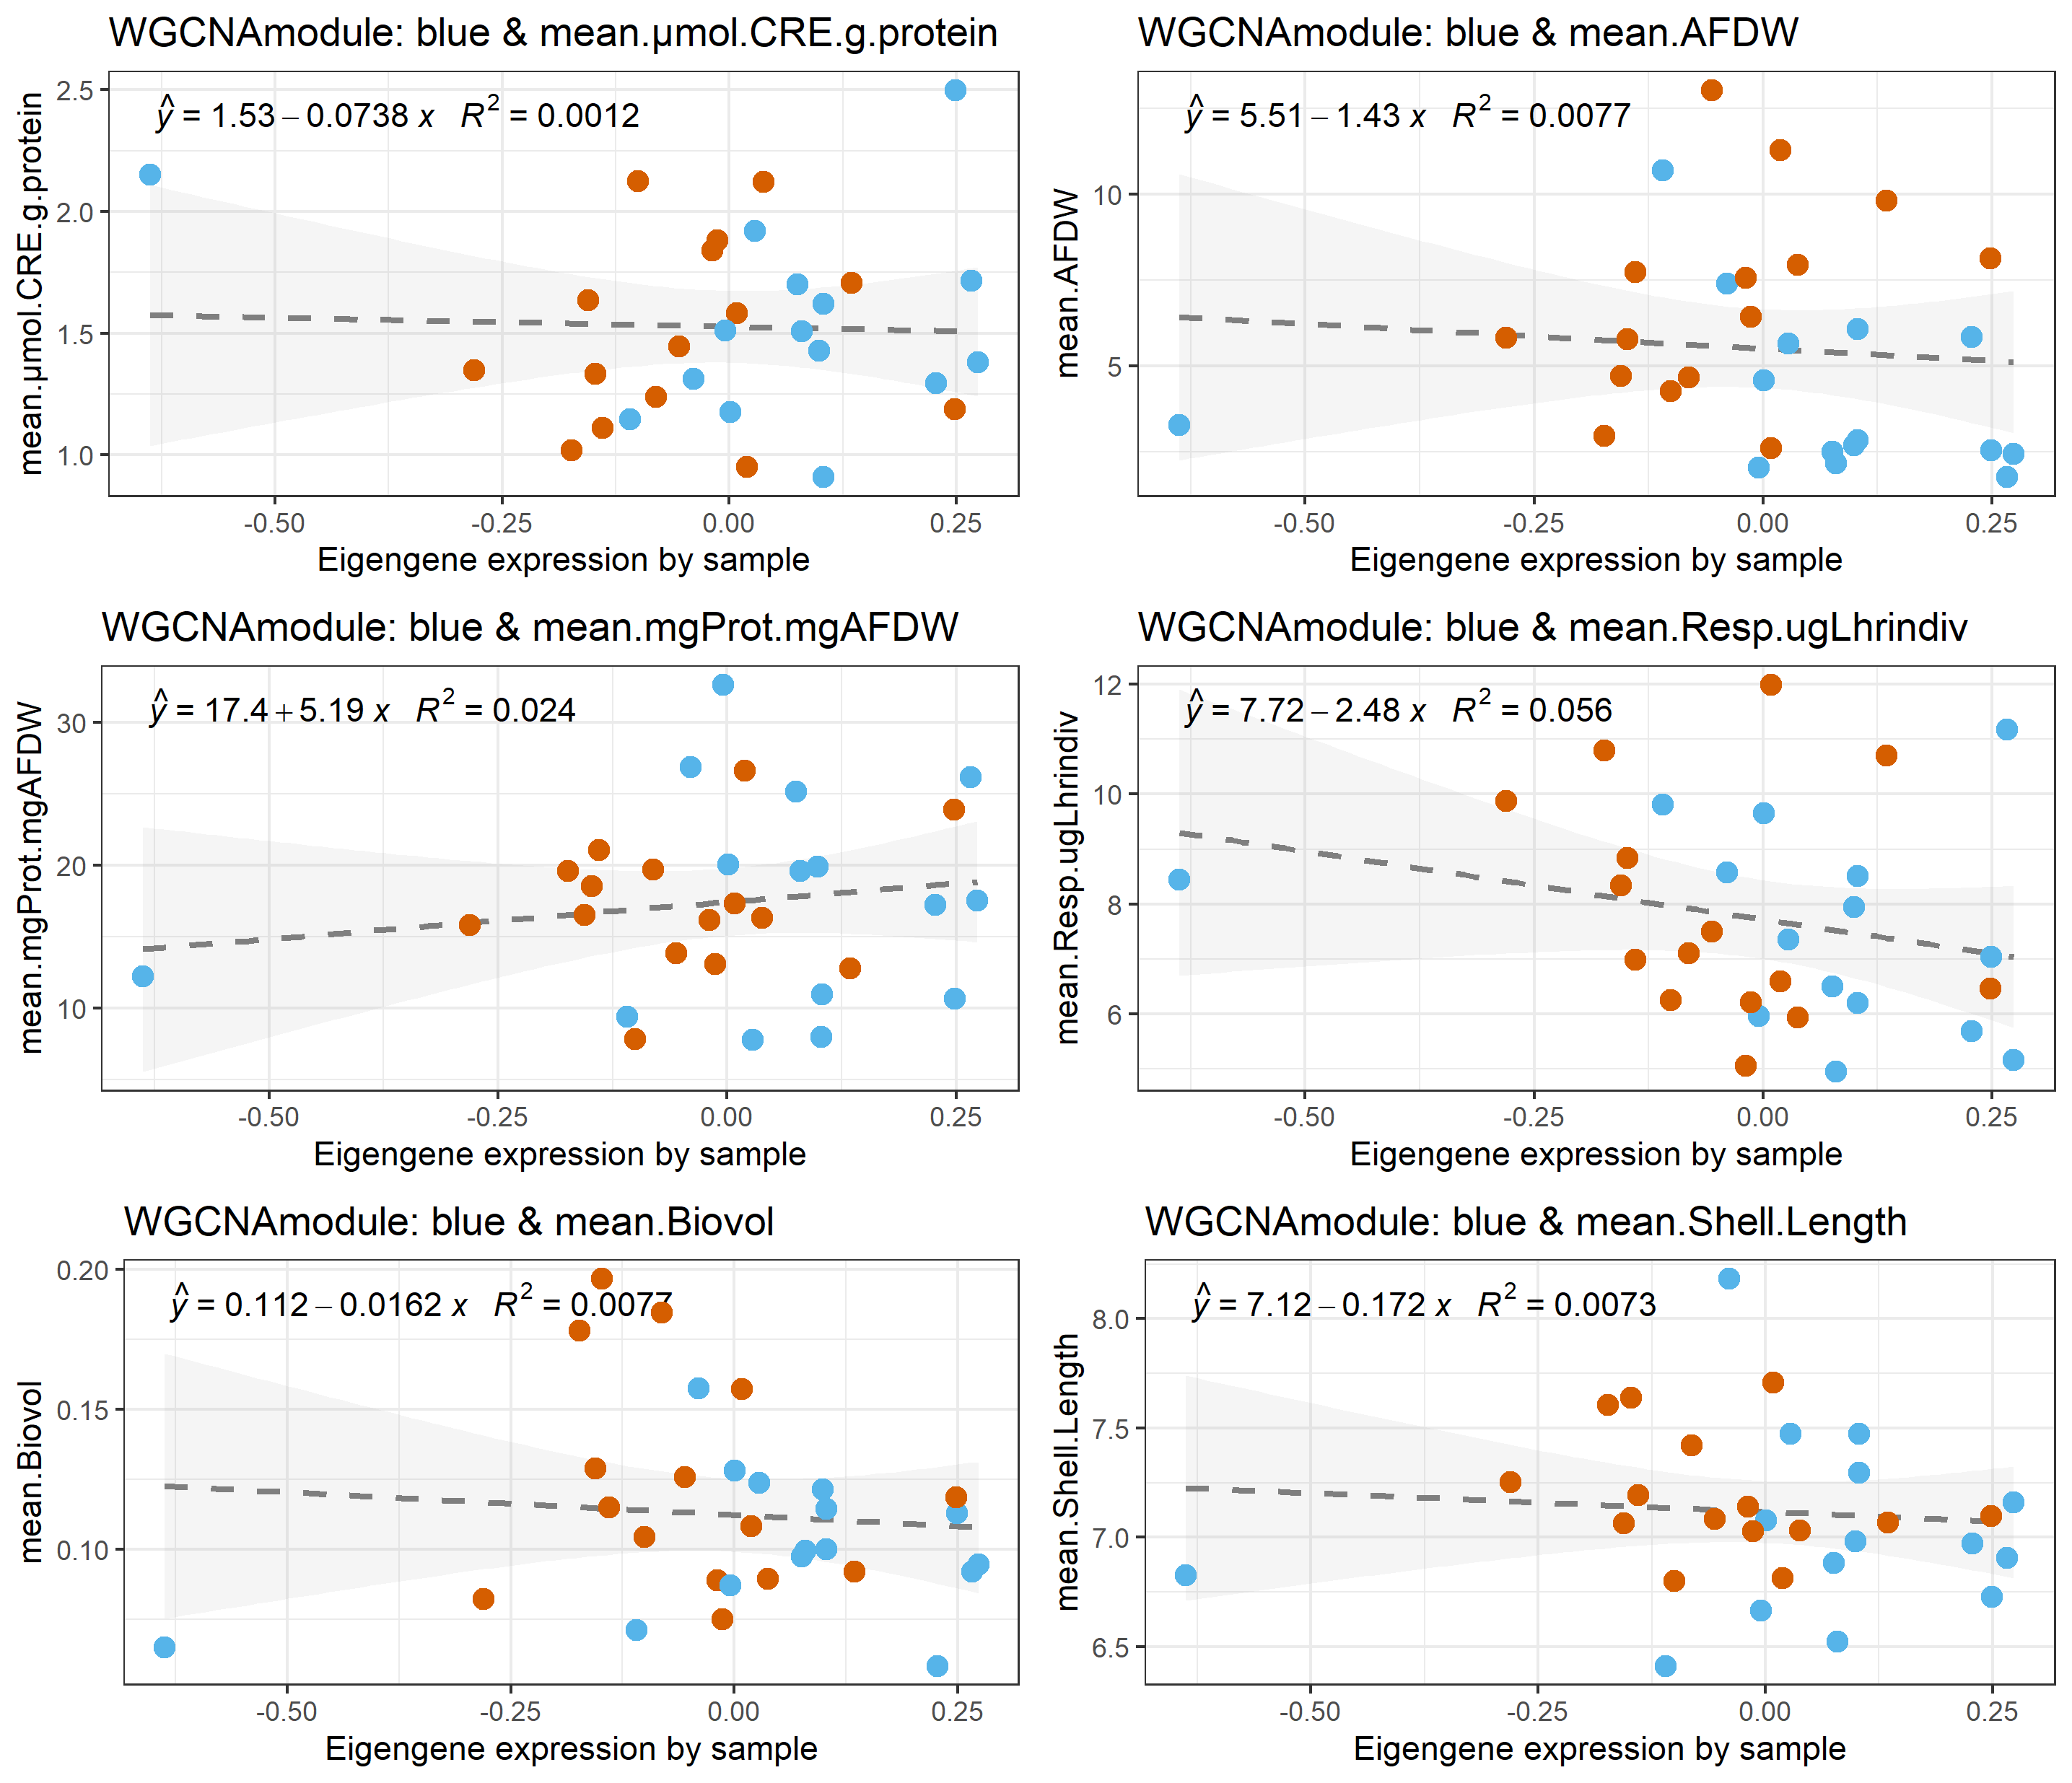 WGCNAmodule: blue & mean.µmol.CRE.g.protein
ŷ = 1.53 – 0.0738 x R² = 0.0012
mean.µmol.CRE.g.protein
2.5
2.0
1.5
1.0
-0.50 -0.25 0.00 0.25
Eigengene expression by sample
WGCNAmodule: blue & mean.AFDW
ŷ = 5.51 – 1.43 x R² = 0.0077
mean.AFDW
10
5
-0.50 -0.25 0.00 0.25
Eigengene expression by sample
WGCNAmodule: blue & mean.mgProt.mgAFDW
ŷ = 17.4 + 5.19 x R² = 0.024
mean.mgProt.mgAFDW
30
20
10
-0.50 -0.25 0.00 0.25
Eigengene expression by sample
WGCNAmodule: blue & mean.Resp.ugLhrindiv
ŷ = 7.72 – 2.48 x R² = 0.056
mean.Resp.ugLhrindiv
12
10
8
6
-0.50 -0.25 0.00 0.25
Eigengene expression by sample
WGCNAmodule: blue & mean.Biovol
ŷ = 0.112 – 0.0162 x R² = 0.0077
mean.Biovol
0.20
0.15
0.10
-0.50 -0.25 0.00 0.25
Eigengene expression by sample
WGCNAmodule: blue & mean.Shell.Length
ŷ = 7.12 – 0.172 x R² = 0.0073
mean.Shell.Length
8.0
7.5
7.0
6.5
-0.50 -0.25 0.00 0.25
Eigengene expression by sample